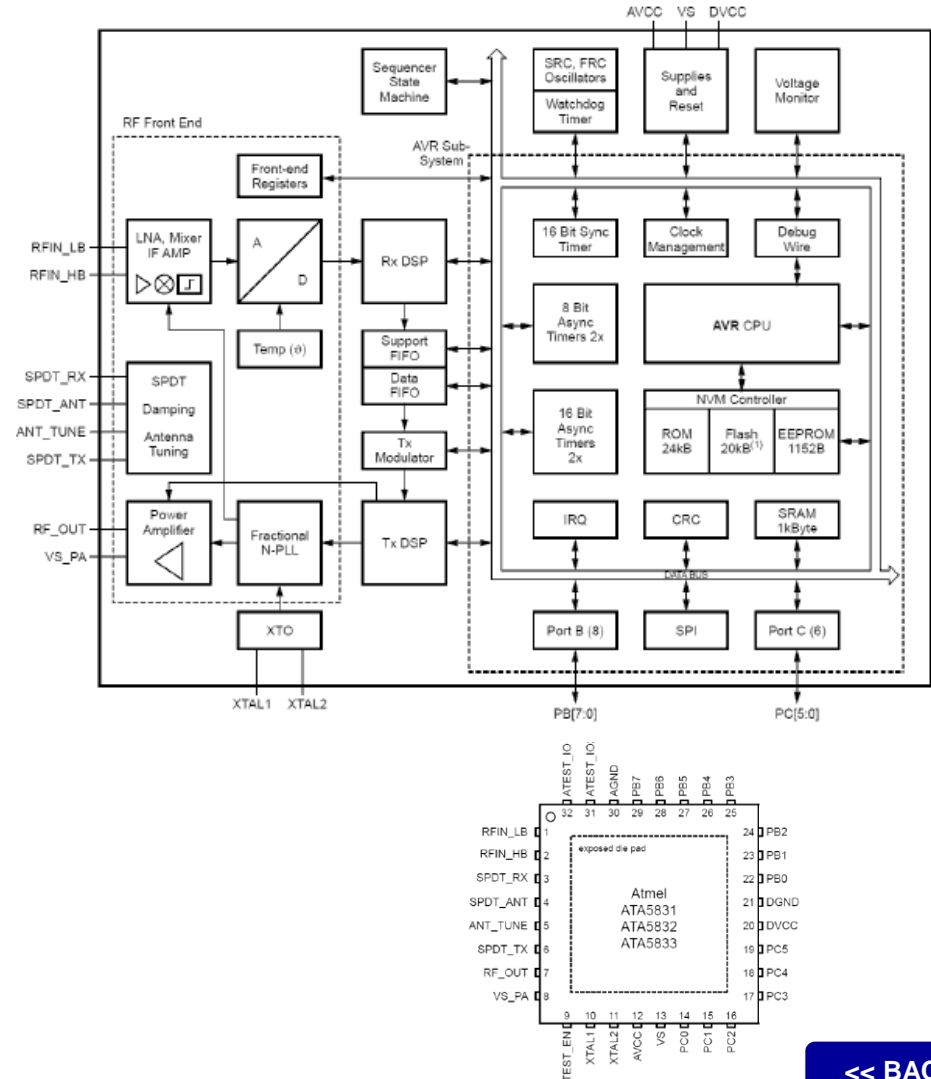 AVCC VS DVCC
Sequencer
State
Machine
SRC, FRC
Oscillators
Watchdog
Timer
Supplies
and
Reset
Voltage
Monitor
RF Front End
AVR Sub-
System
Front-end
Registers
RFIN_LB
RFIN_HB
LNA, Mixer
IF AMP
A
D
Rx DSP
16 Bit Sync
Timer
Clock
Management
Debug
Wire
Temp (ϑ)
Support
FIFO
Data
FIFO
8 Bit
Async
Timers 2x
AVR CPU
SPDT_RX
SPDT_ANT
ANT_TUNE
SPDT_TX
SPDT
Damping
Antenna
Tuning
Tx
Modulator
16 Bit
Async
Timers
2x
NVM Controller
ROM
24kB
Flash
20kB(1)
EEPROM
1152B
RF_OUT
VS_PA
Power
Amplifier
Fractional
N-PLL
Tx DSP
IRQ
CRC
SRAM
1kByte
DATA BUS
XTO
Port B (8)
SPI
Port C (6)
XTAL1 XTAL2
PB[7:0]
PC[5:0]
ATEST_IO
ATEST_IO
AGND
PB7
PB6
PB5
PB4
PB3
32 31 30 29 28 27 26 25
RFIN_LB 1
RFIN_HB 2
SPDT_RX 3
SPDT_ANT 4
ANT_TUNE 5
SPDT_TX 6
RF_OUT 7
VS_PA 8
exposed die pad
Atmel
ATA5831
ATA5832
ATA5833
24 PB2
23 PB1
22 PB0
21 DGND
20 DVCC
19 PC5
18 PC4
17 PC3
9 10 11 12 13 14 15 16
TEST_EN
XTAL1
XTAL2
AVCC
VS
PC0
PC1
PC2
<< BAC